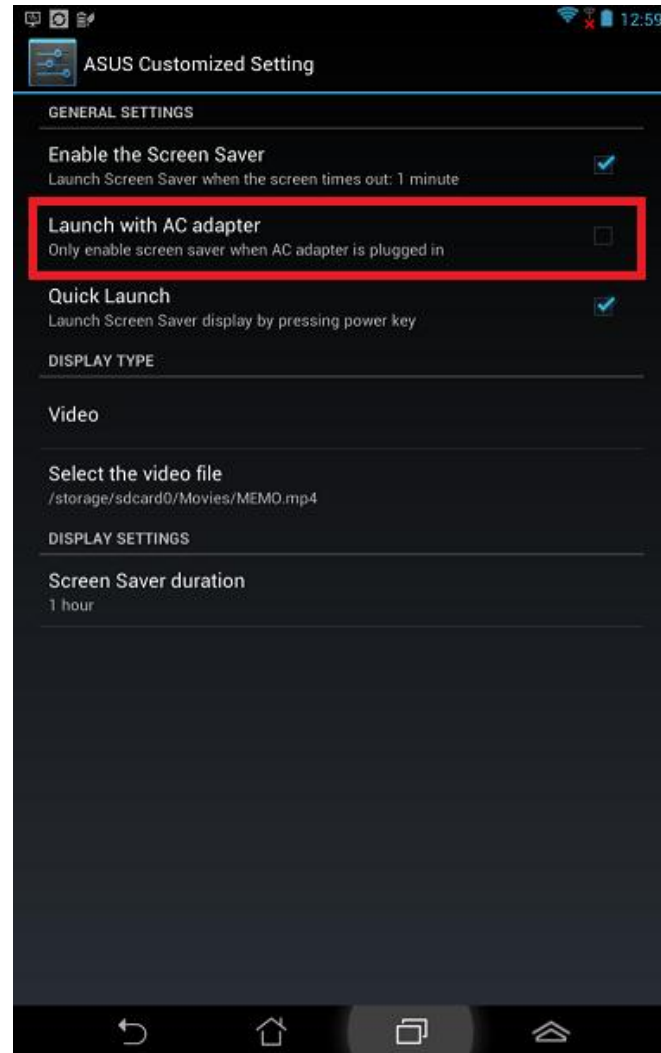 12:59
ASUS Customized Setting
GENERAL SETTINGS
Enable the Screen Saver
Launch Screen Saver when the screen times out: 1 minute
Launch with AC adapter
Only enable screen saver when AC adapter is plugged in
Quick Launch
Launch Screen Saver display by pressing power key
DISPLAY TYPE
Video
Select the video file
/storage/sdcard0/Movies/MEMO.mp4
DISPLAY SETTINGS
Screen Saver duration
1 hour